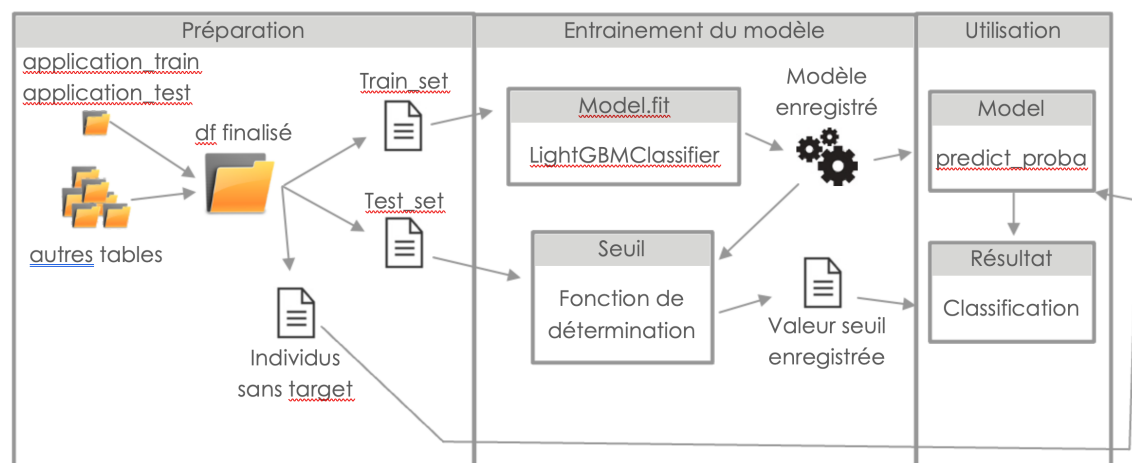 Préparation
application_train
application_test
df finalisé
autres tables
Train_set
Test_set
Individus
sans target
Entrainement du modèle
Model.fit
LightGBMClassifier
Modèle
enregistré
Seuil
Fonction de
détermination
Valeur seuil
enregistrée
Utilisation
Model
predict_proba
Résultat
Classification